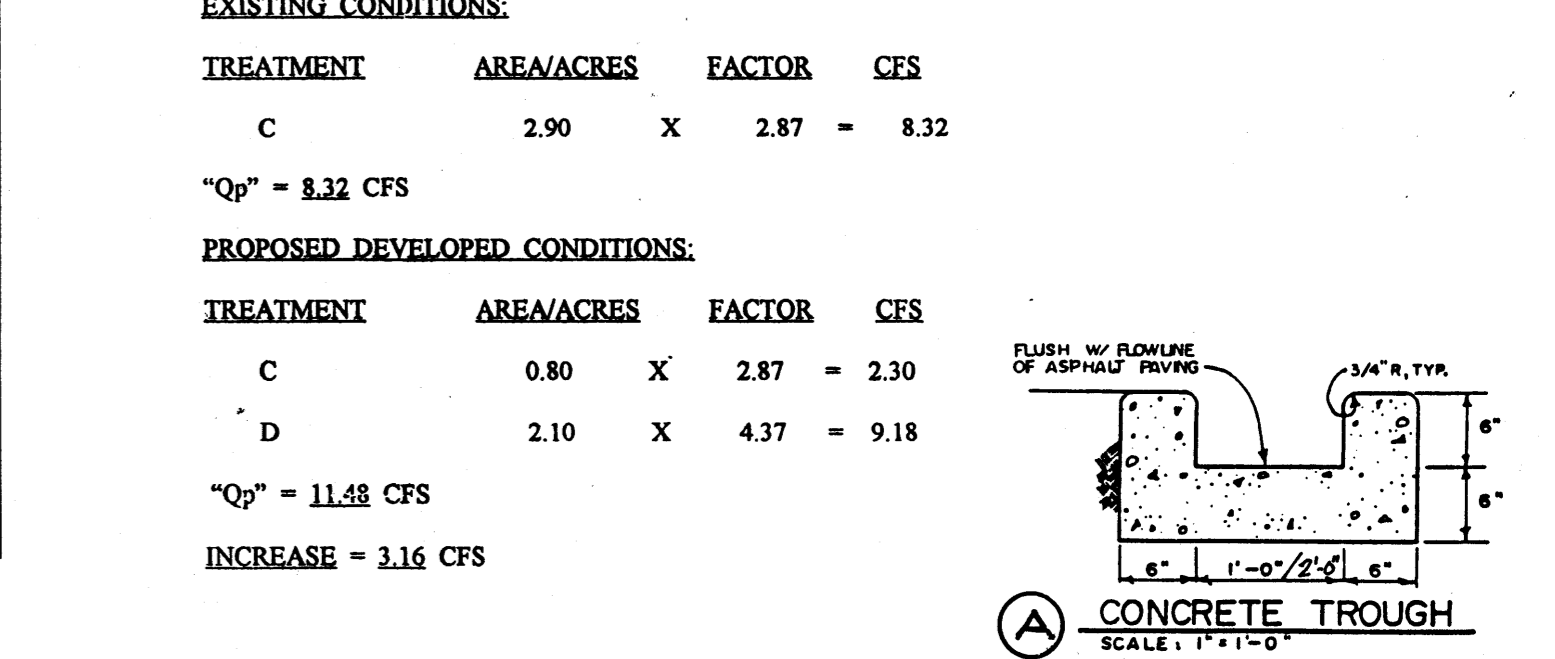 EXISTING CONDITIONS:
TREATMENT AREA/ACRES FACTOR CFS
C 2.90 X 2.87 = 8.32
“Qp” = 8.32 CFS
PROPOSED DEVELOPED CONDITIONS:
TREATMENT AREA/ACRES FACTOR CFS
C 0.80 X 2.87 = 2.30
D 2.10 X 4.37 = 9.18
“Qp” = 11.48 CFS
INCREASE = 3.16 CFS
FLUSH W/ FLOWLINE
OF ASPHALT PAVING
3/4" R, TYP.
6"
6"
6" 1'-0"/2'-0" 6"
A CONCRETE TROUGH
SCALE: 1" = 1'-0"